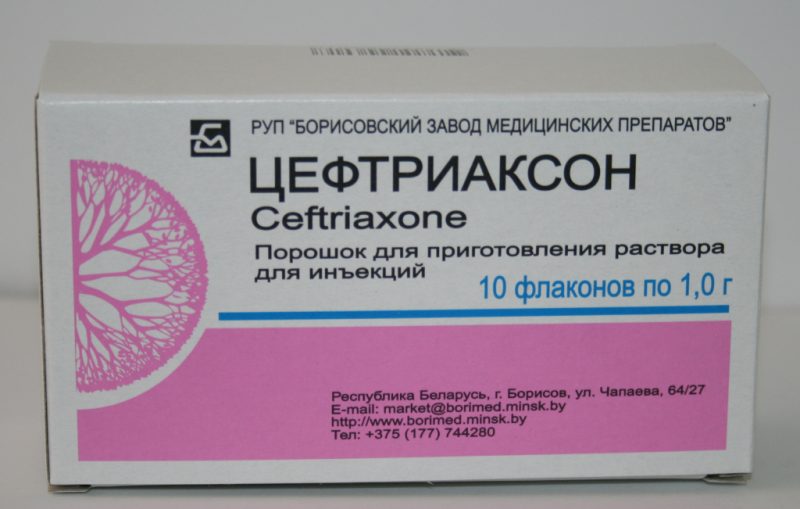 РУП "БОРИСОВСКИЙ ЗАВОД МЕДИЦИНСКИХ ПРЕПАРАТОВ"
ЦЕФТРИАКСОН
Ceftriaxone
Порошок для приготовления раствора
для инъекций
10 флаконов по 1,0 г
Республика Беларусь, г. Борисов, ул. Чапаева, 64/27
E-mail: market@borimed.minsk.by
http://www.borimed.minsk.by
Тел: +375 (177) 744280